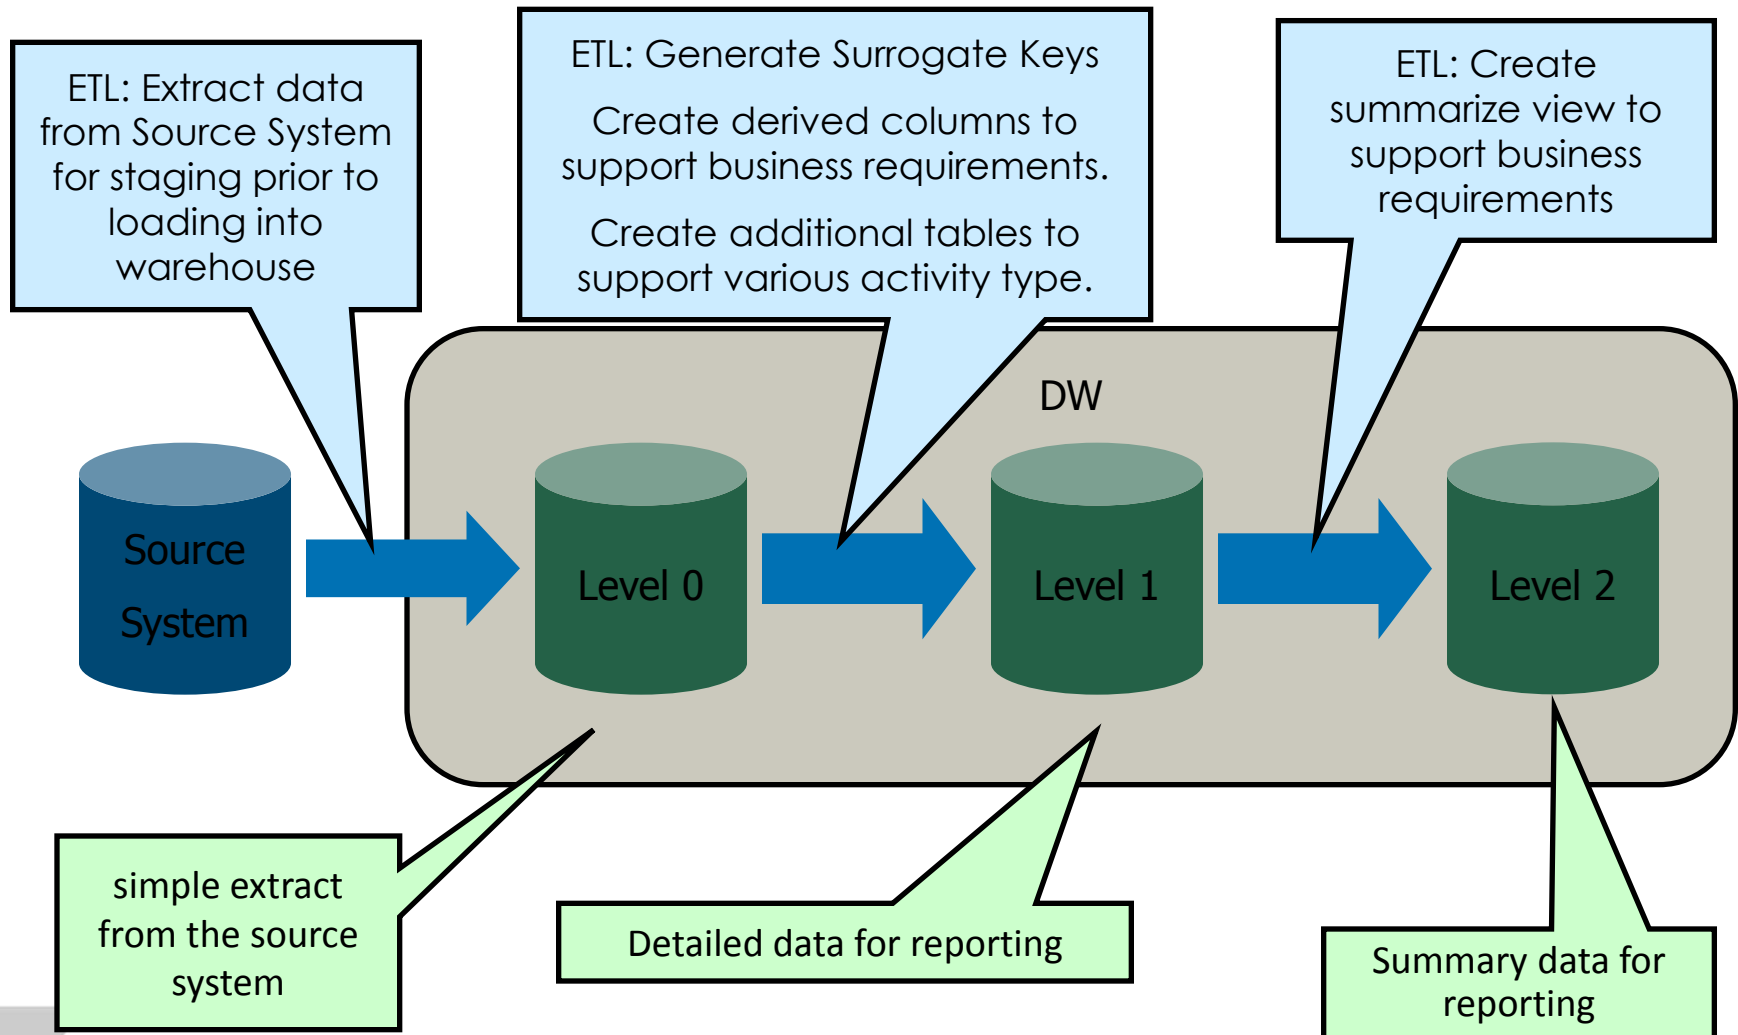 ETL: Extract data
from Source System
for staging prior to
loading into
warehouse
ETL: Generate Surrogate Keys
Create derived columns to
support business requirements.
Create additional tables to
support various activity type.
ETL: Create
summarize view to
support business
requirements
DW
Source
System
Level 0
Level 1
Level 2
simple extract
from the source
system
Detailed data for reporting
Summary data for
reporting